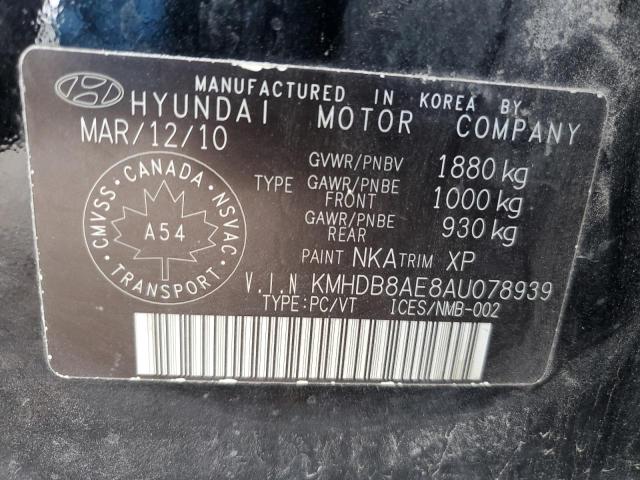 MANUFACTURED IN KOREA BY
HYUNDAI MOTOR COMPANY
MAR/12/10
GVWR/PNBV 1880 kg
TYPE GAWR/PNBE FRONT 1000 kg
GAWR/PNBE REAR 930 kg
PAINT NKA TRIM XP
CMVSS · CANADA · NSVAC
A54
TRANSPORT
V.I.N KMHDB8AE8AU078939
TYPE:PC/VT ICES/NMB-002